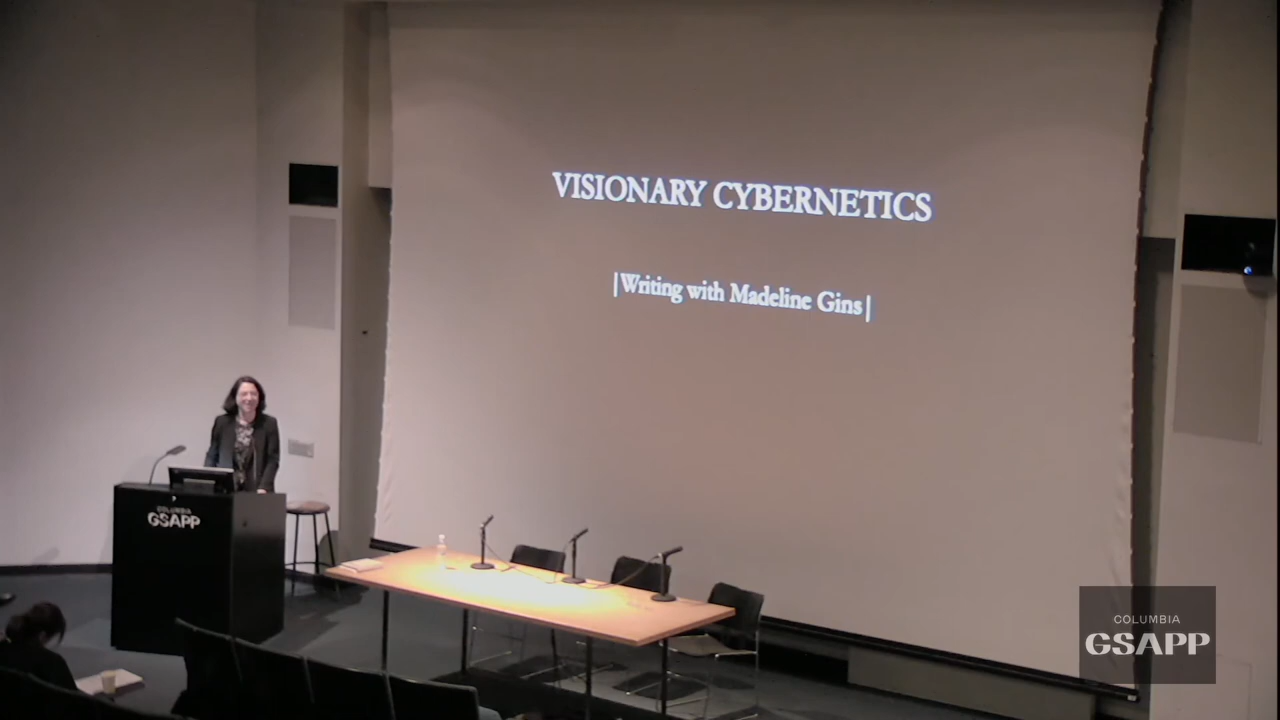 VISIONARY CYBERNETICS
|Writing with Madeline Gins|
COLUMBIA
GSAPP
COLUMBIA
GSAPP